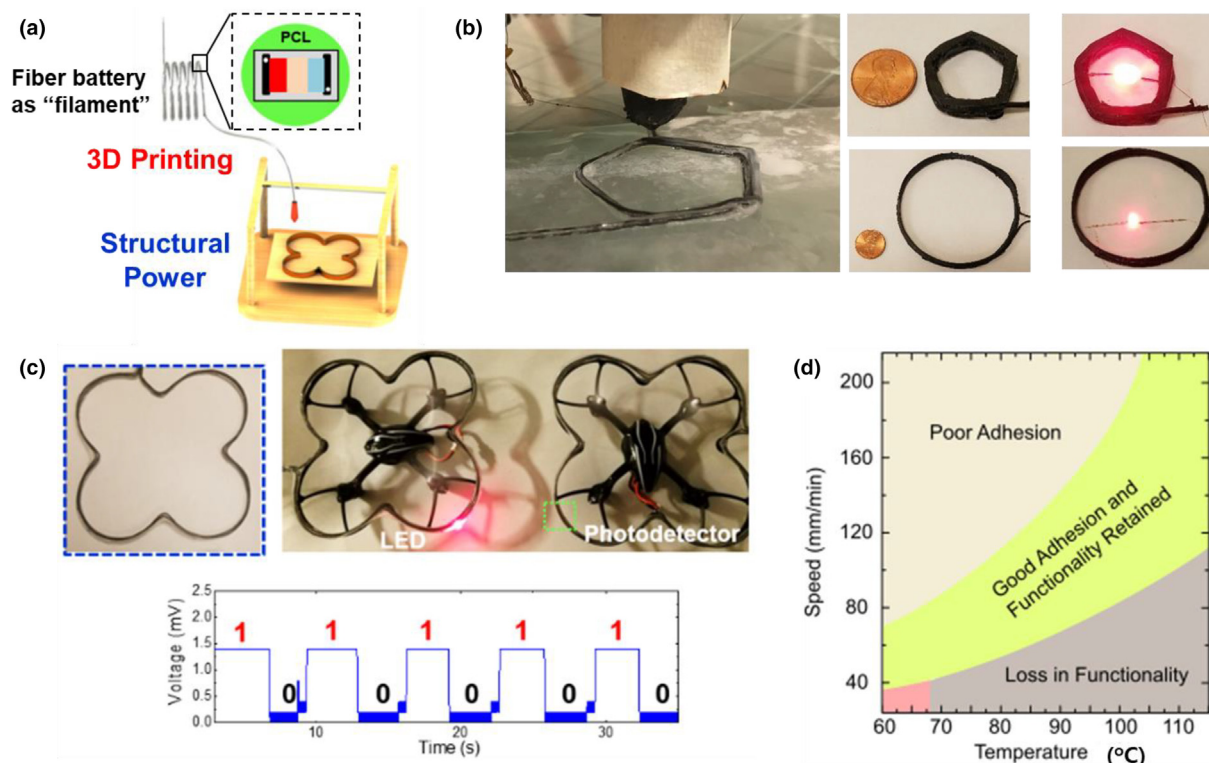 (a)
PCL
Fiber battery
as “filament”
3D Printing
Structural
Power
(b)
(c)
LED
Photodetector
2.5
2.0
1.5
1.0
0.5
0.0
Voltage (mV)
1 1 1 1 1
0 0 0 0 0
10 20 30
Time (s)
(d)
200
160
120
80
40
Speed (mm/min)
Poor Adhesion
Good Adhesion and
Functionality Retained
Loss in Functionality
60 70 80 90 100 110
Temperature (°C)